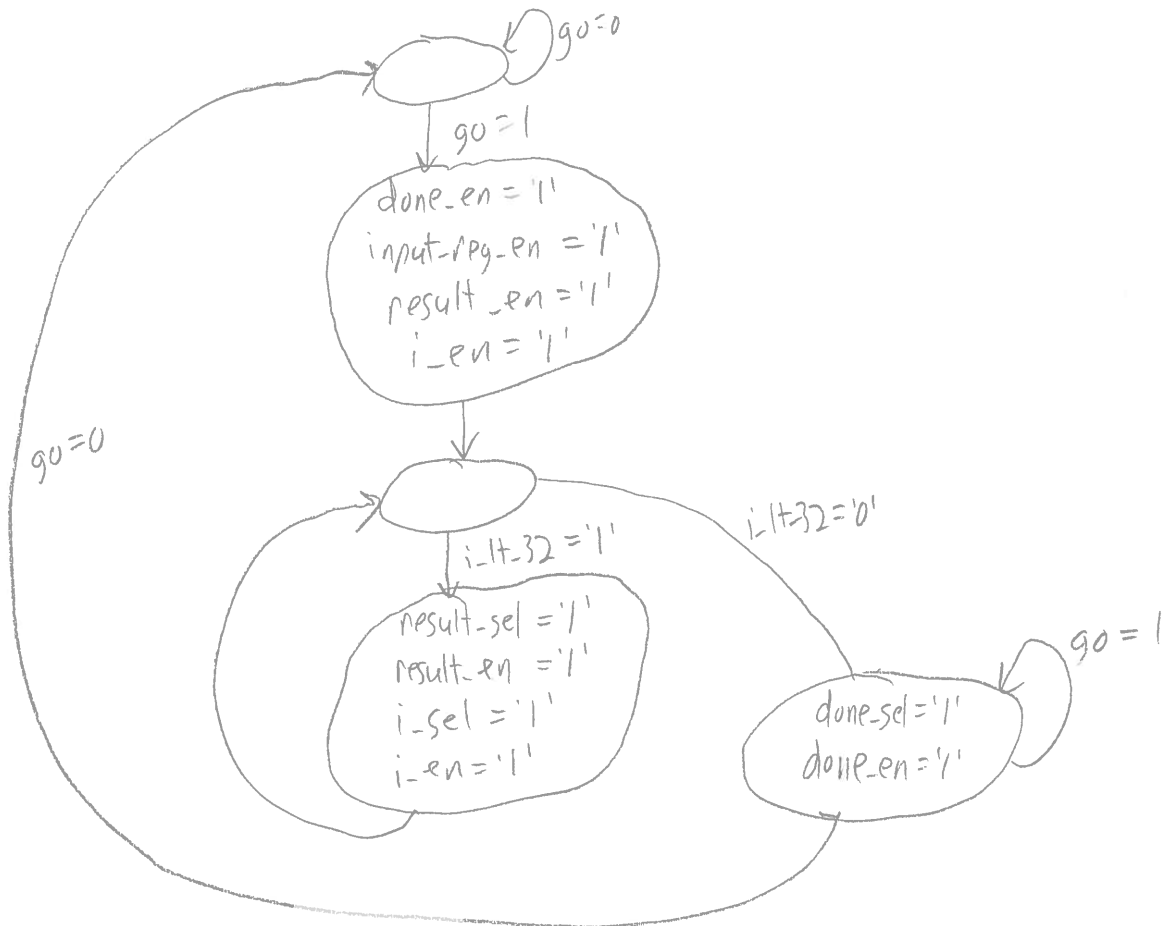 go=0
go=1
done_en='1'
input_reg_en='1'
result_en='1'
i_en='1'
go=0
i_lt_32='0'
i_lt_32='1'
result_sel='1'
result_en='1'
i_sel='1'
i_en='1'
go=1
done_sel='1'
done_en='1'